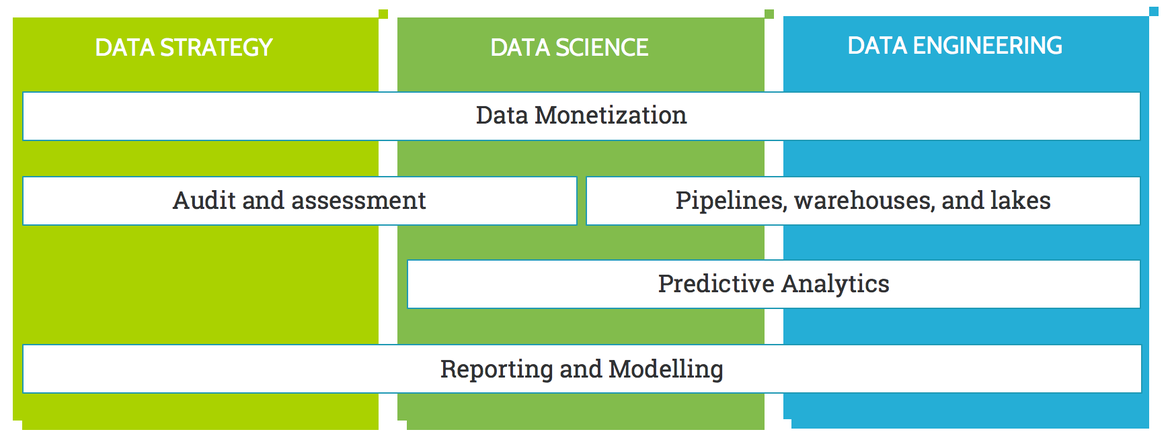 DATA STRATEGY
DATA SCIENCE
DATA ENGINEERING
Data Monetization
Audit and assessment
Pipelines, warehouses, and lakes
Predictive Analytics
Reporting and Modelling